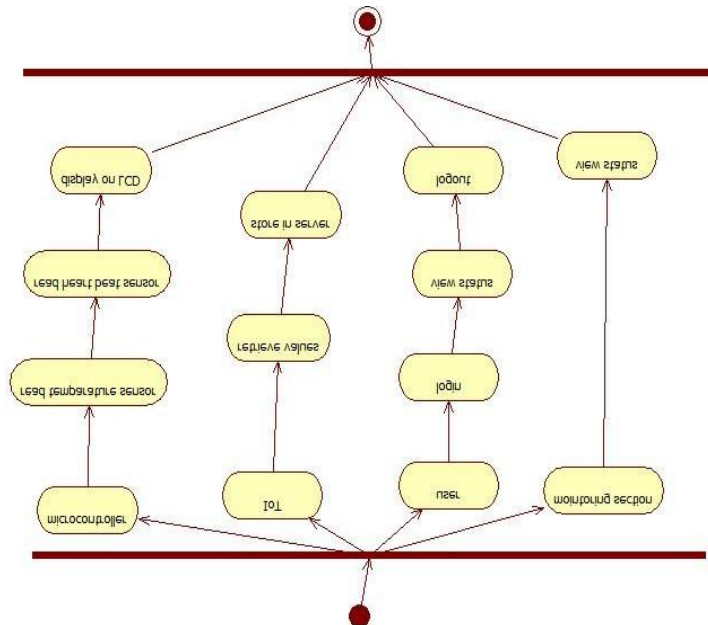 display on LCD
store in server
logout
view status
read heart beat sensor
view status
retrieve values
read temparature sensor
login
microcontroller
IoT
user
mointoring section